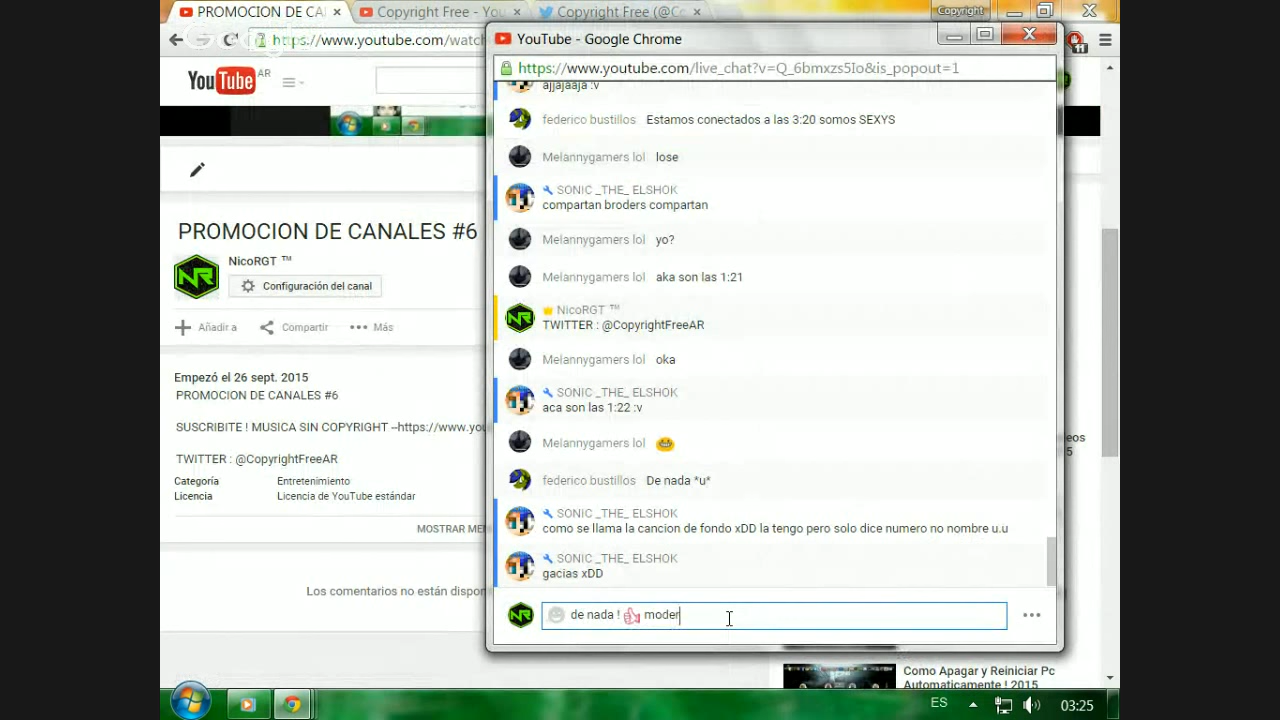 PROMOCION DE CA
Copyright Free - You
Copyright Free (@Co
Copyright
https://www.youtube.com/watch
YouTube AR
11
YouTube - Google Chrome
https://www.youtube.com/live_chat?v=Q_6bmxzs5Io&is_popout=1
ajjajaaja :v
federico bustillos Estamos conectados a las 3:20 somos SEXYS
Melannygamers lol lose
SONIC _THE_ ELSHOK
compartan broders compartan
Melannygamers lol yo?
Melannygamers lol aka son las 1:21
NicoRGT ™
TWITTER : @CopyrightFreeAR
Melannygamers lol oka
SONIC _THE_ ELSHOK
aca son las 1:22 :v
Melannygamers lol
federico bustillos De nada *u*
SONIC _THE_ ELSHOK
como se llama la cancion de fondo xDD la tengo pero solo dice numero no nombre u.u
SONIC _THE_ ELSHOK
gacias xDD
de nada ! moder
PROMOCION DE CANALES #6
NicoRGT ™
Configuración del canal
Añadir a Compartir Más
Empezó el 26 sept. 2015
PROMOCION DE CANALES #6
SUSCRIBITE ! MUSICA SIN COPYRIGHT --https://www.you
TWITTER : @CopyrightFreeAR
Categoría Entretenimiento
Licencia Licencia de YouTube estándar
MOSTRAR MEN
Los comentarios no están dispon
eos
5
Como Apagar y Reiniciar Pc
Automaticamente ! 2015
ES 03:25